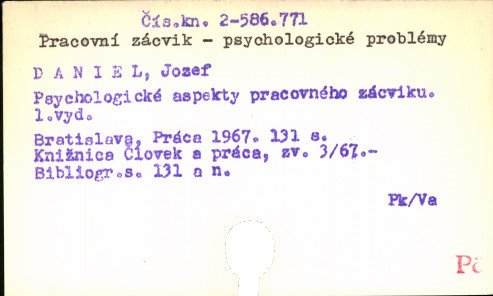 Čís.kn. 2-586.771
Pracovní zácvik - psychologické problémy
D A N I E L, Jozef
Psychologické aspekty pracovného zácviku.
1.vyd.
Bratislava, Práca 1967. 131 s.
Knižnica Človek a práca, zv. 3/67.-
Bibliogr.s. 131 a n.
Pk/Va